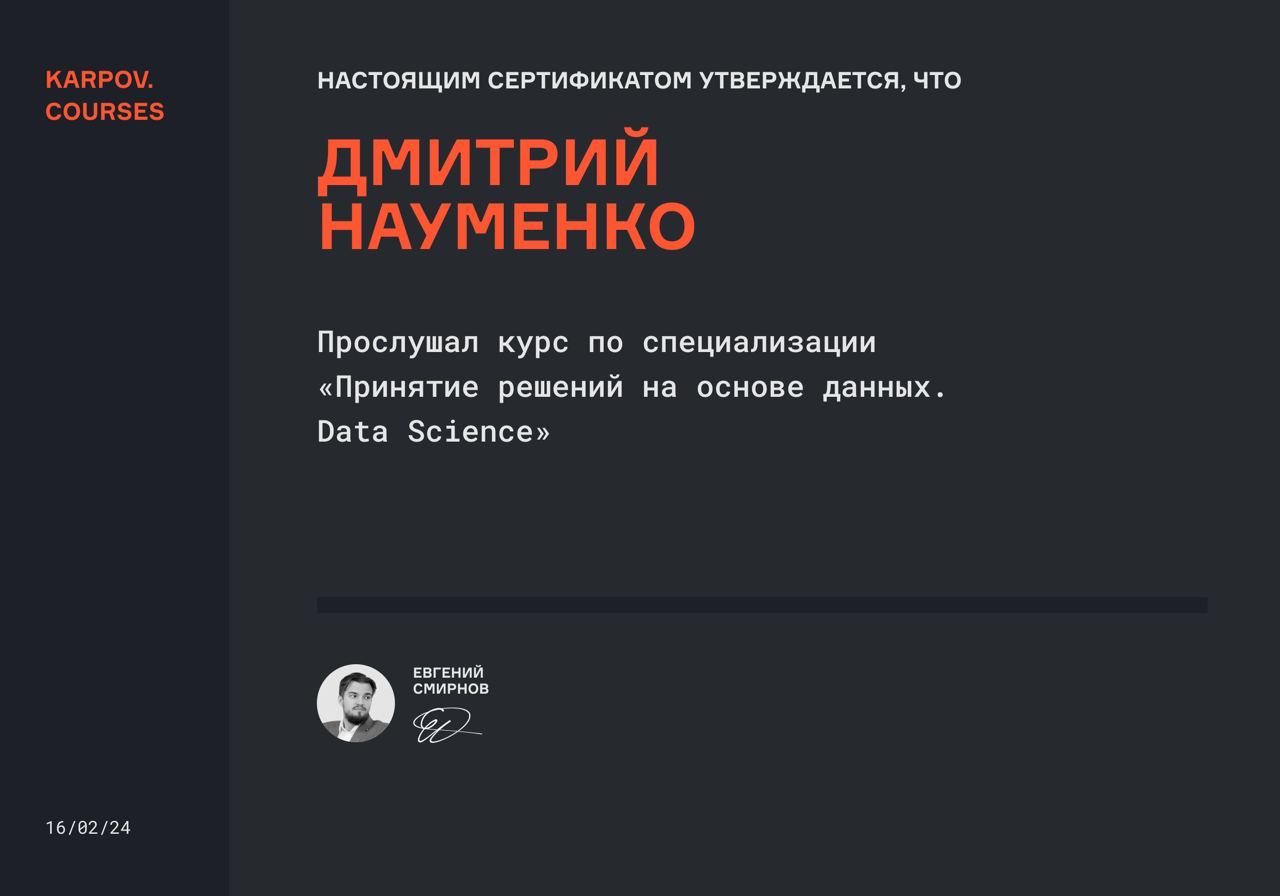 KARPOV.
COURSES
НАСТОЯЩИМ СЕРТИФИКАТОМ УТВЕРЖДАЕТСЯ, ЧТО
ДМИТРИЙ
НАУМЕНКО
Прослушал курс по специализации
«Принятие решений на основе данных.
Data Science»
ЕВГЕНИЙ
СМИРНОВ
16/02/24